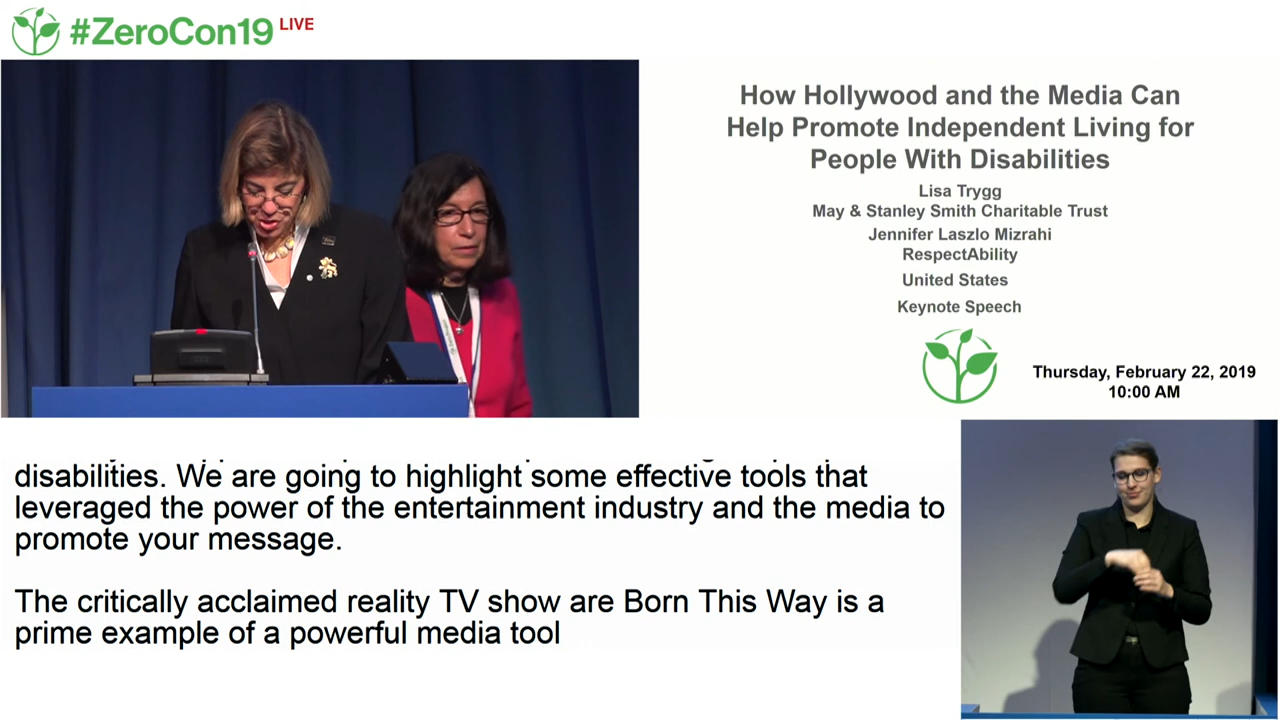 #ZeroCon19 LIVE
How Hollywood and the Media Can
Help Promote Independent Living for
People With Disabilities
Lisa Trygg
May & Stanley Smith Charitable Trust
Jennifer Laszlo Mizrahi
RespectAbility
United States
Keynote Speech
Thursday, February 22, 2019
10:00 AM
disabilities. We are going to highlight some effective tools that
leveraged the power of the entertainment industry and the media to
promote your message.
The critically acclaimed reality TV show are Born This Way is a
prime example of a powerful media tool